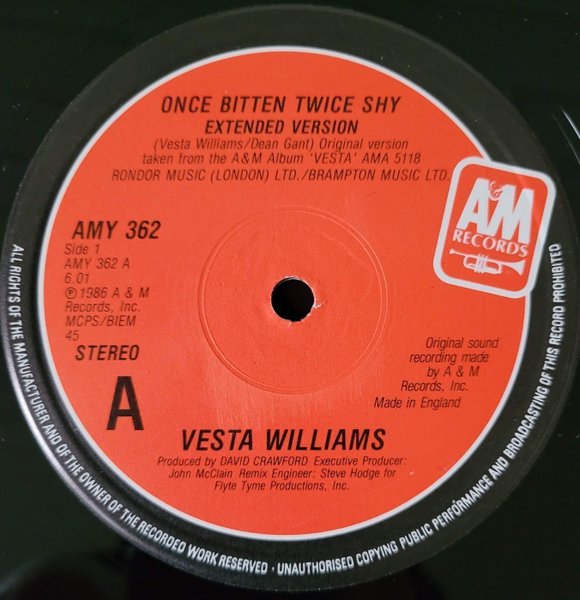 ONCE BITTEN TWICE SHY
EXTENDED VERSION
(Vesta Williams/Dean Gant) Original version
taken from the A&M Album 'VESTA' AMA 5118
RONDOR MUSIC (LONDON) LTD./BRAMPTON MUSIC LTD.
A&M
RECORDS
AMY 362
Side 1
AMY 362 A
6.01
Ⓟ1986 A & M
Records, Inc.
MCPS/BIEM
45
STEREO
A
Original sound
recording made
by A & M
Records, Inc.
Made in England
VESTA WILLIAMS
Produced by DAVID CRAWFORD Executive Producer:
John McClain Remix Engineer: Steve Hodge for
Flyte Tyme Productions, Inc.
ALL RIGHTS OF THE MANUFACTURER AND OF THE OWNER OF THE RECORDED WORK RESERVED · UNAUTHORISED COPYING PUBLIC PERFORMANCE AND BROADCASTING OF THIS RECORD PROHIBITED